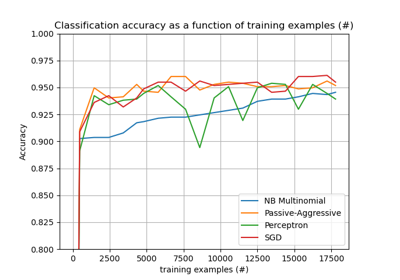 Classification accuracy as a function of training examples (#)
1.000
0.975
0.950
0.925
0.900
0.875
0.850
0.825
0.800
Accuracy
NB Multinomial
Passive-Aggressive
Perceptron
SGD
0 2500 5000 7500 10000 12500 15000 17500
training examples (#)